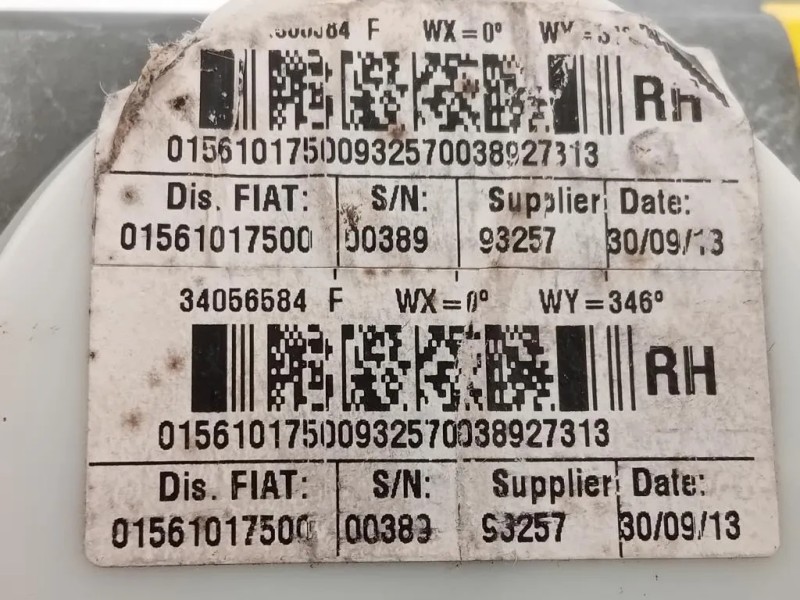 F WX=0°
RH
01561017500932570038927313
Dis. FIAT: S/N: Supplier Date:
01561017500 00389 93257 30/09/13
34056584 F WX=0° WY=346°
RH
01561017500932570038927313
Dis. FIAT: S/N: Supplier Date:
01561017500 00389 93257 30/09/13